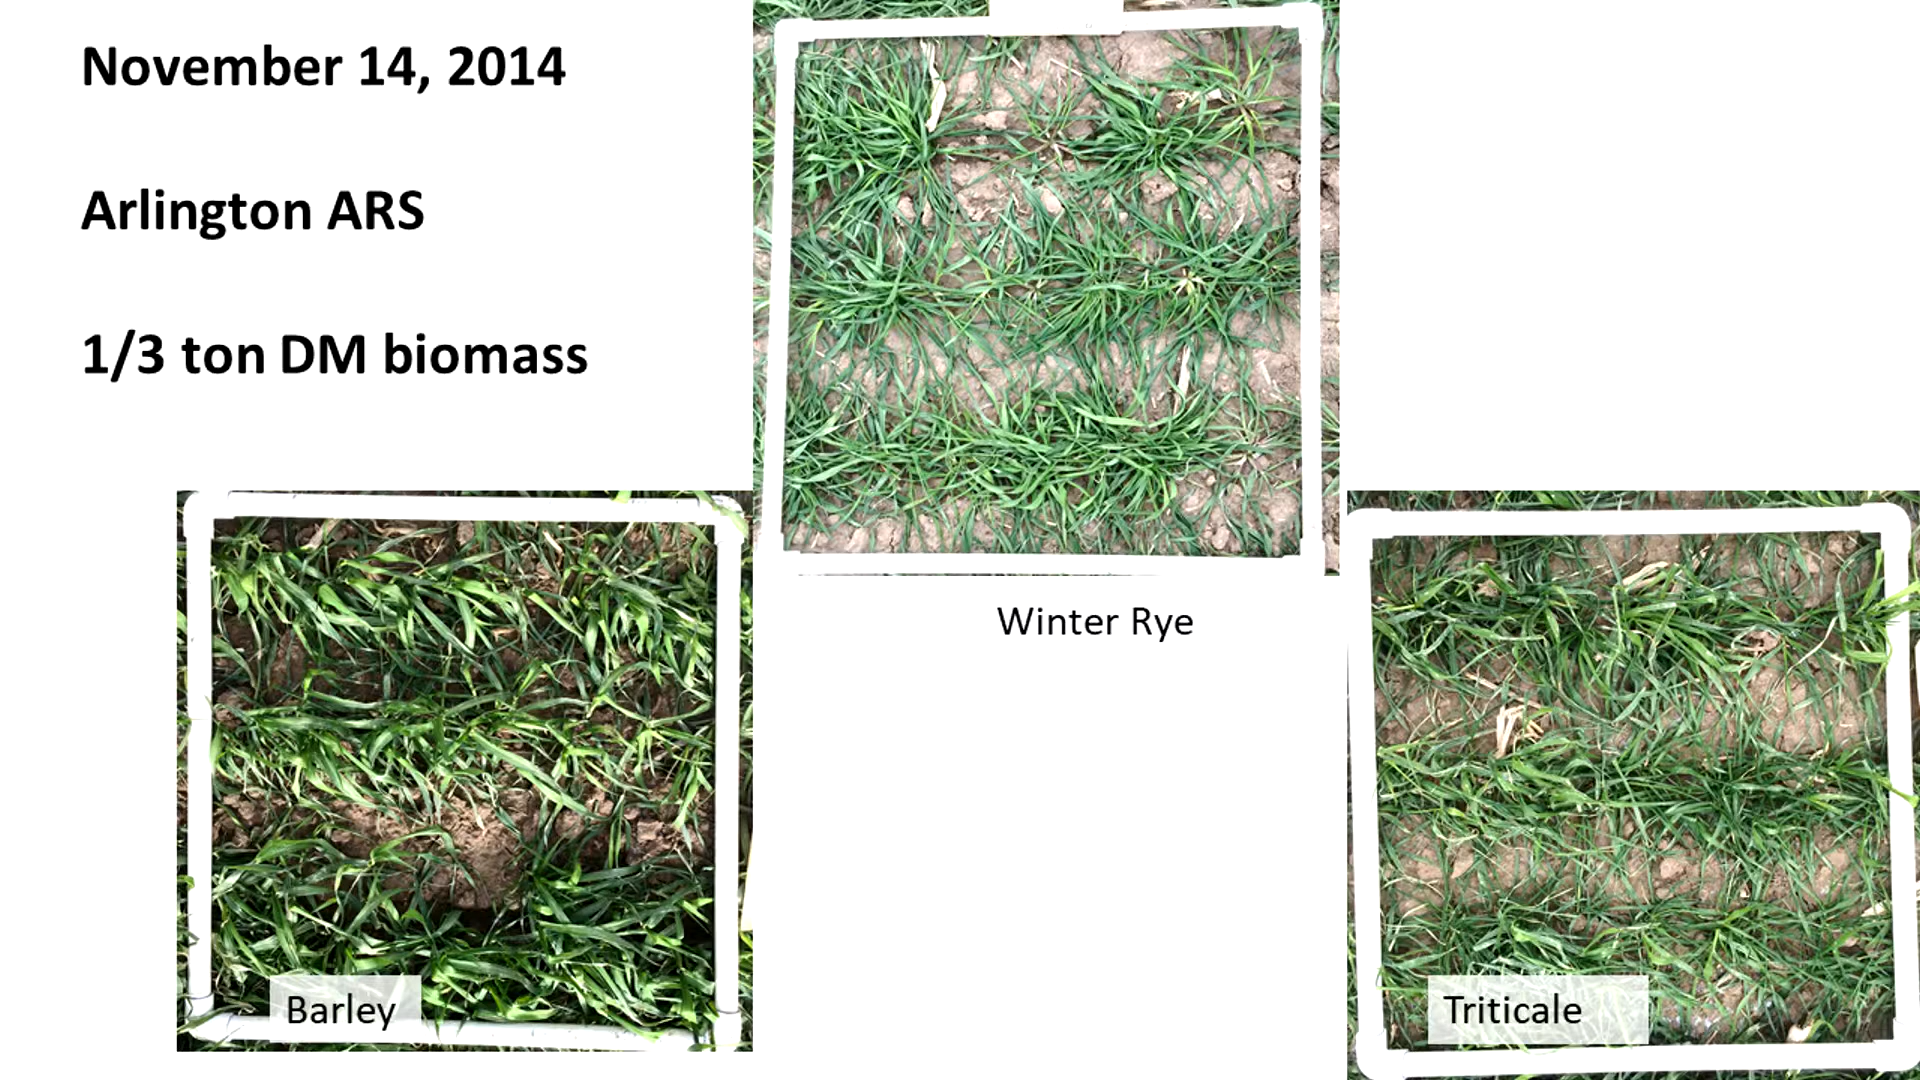 November 14, 2014
Arlington ARS
1/3 ton DM biomass
Winter Rye
Barley
Triticale